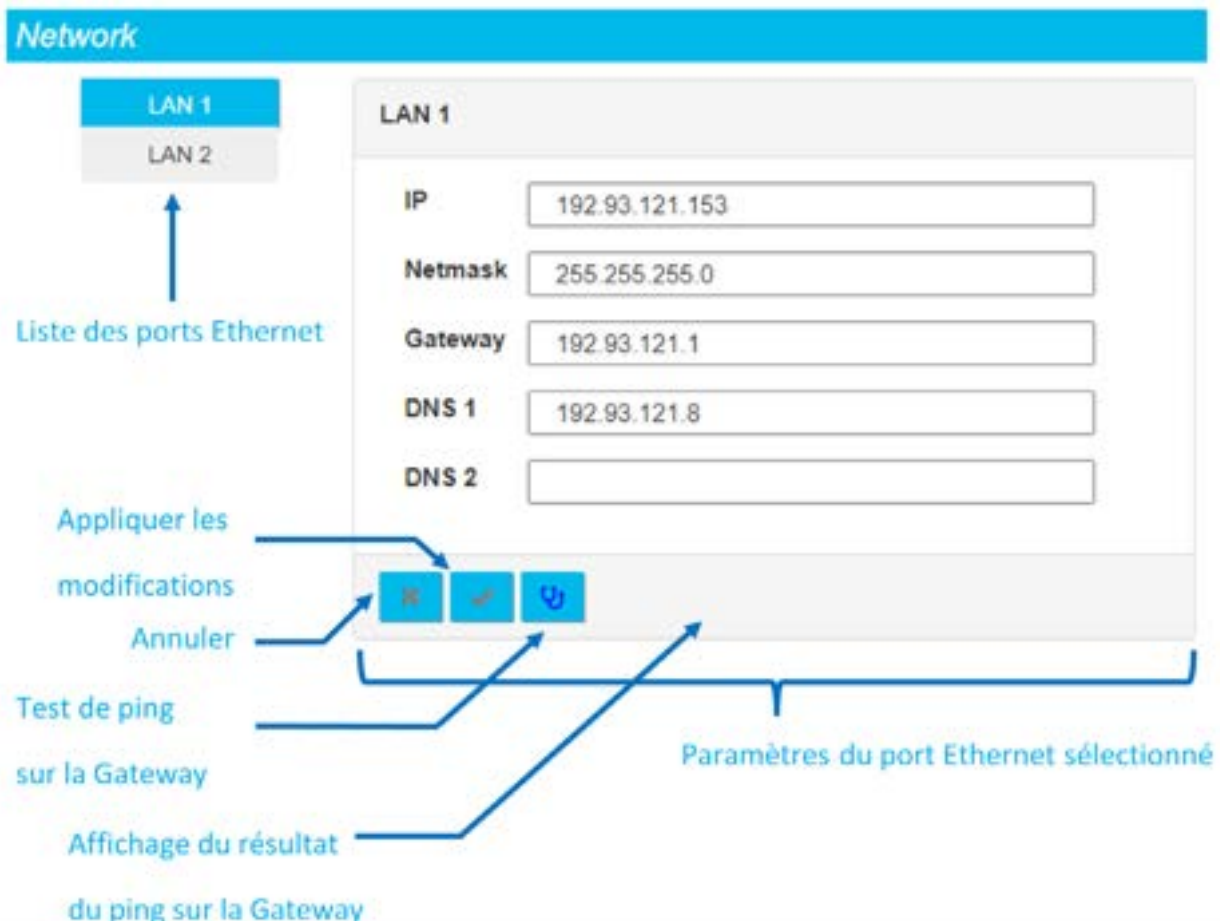 Network
LAN 1
LAN 2
Liste des ports Ethernet
LAN 1
IP 192.93.121.153
Netmask 255.255.255.0
Gateway 192.93.121.1
DNS 1 192.93.121.8
DNS 2
Appliquer les
modifications
Annuler
Test de ping
sur la Gateway
Affichage du résultat
du ping sur la Gateway
Paramètres du port Ethernet sélectionné